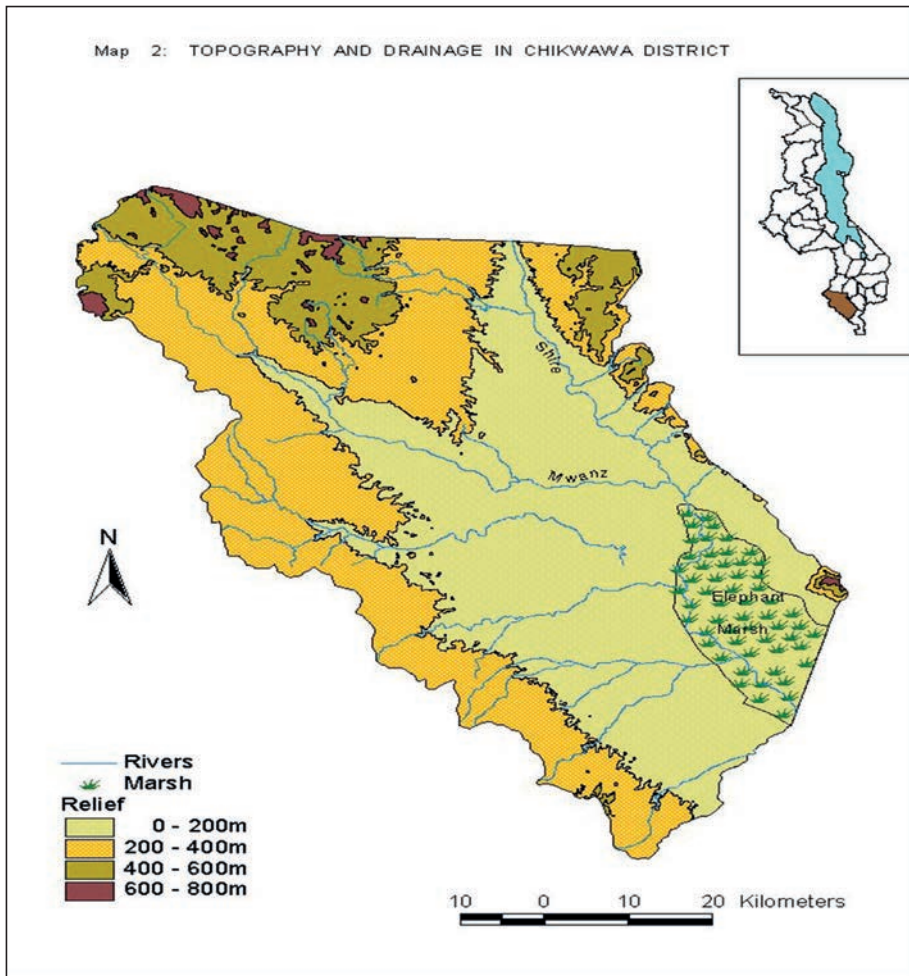 Map 2: TOPOGRAPHY AND DRAINAGE IN CHIKWAWA DISTRICT
Shire
Mwanz
N
Elephant
Marsh
Rivers
Marsh
Relief
0 - 200m
200 - 400m
400 - 600m
600 - 800m
10 0 10 20 Kilometers